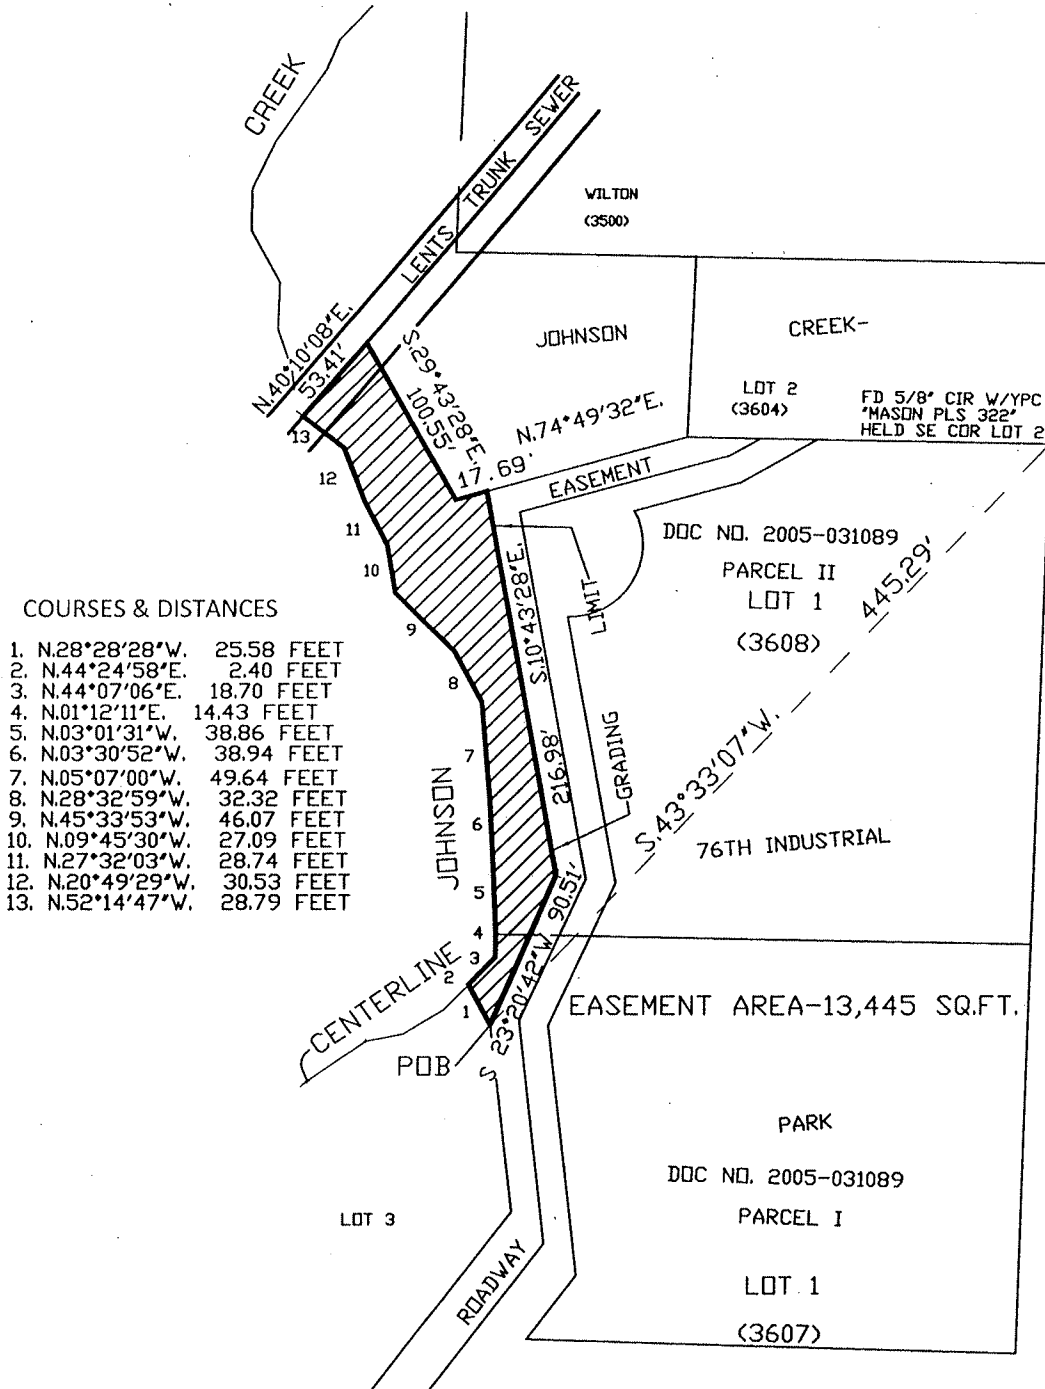 CREEK
LENTS TRUNK SEWER
WILTON
(3500)
N.40°10'08"E.
53.41'
S.29°43'28"E.
100.55'
JOHNSON
CREEK-
LOT 2
(3604)
FD 5/8" CIR W/YPC
"MASON PLS 322"
HELD SE COR LOT 2
N.74°49'32"E.
17.69'
EASEMENT
13
12
11
10
9
8
7
6
5
4
3
2
1
DOC NO. 2005-031089
PARCEL II
LOT 1
(3608)
445.29'
S.43°33'07"W.
LIMIT
GRADING
S.10°43'28"E.
216.98'
COURSES & DISTANCES
1. N.28°28'28"W. 25.58 FEET
2. N.44°24'58"E. 2.40 FEET
3. N.44°07'06"E. 18.70 FEET
4. N.01°12'11"E. 14.43 FEET
5. N.03°01'31"W. 38.86 FEET
6. N.03°30'52"W. 38.94 FEET
7. N.05°07'00"W. 49.64 FEET
8. N.28°32'59"W. 32.32 FEET
9. N.45°33'53"W. 46.07 FEET
10. N.09°45'30"W. 27.09 FEET
11. N.27°32'03"W. 28.74 FEET
12. N.20°49'29"W. 30.53 FEET
13. N.52°14'47"W. 28.79 FEET
JOHNSON
76TH INDUSTRIAL
CENTERLINE
S 23°20'42"W. 90.51'
POB
EASEMENT AREA-13,445 SQ.FT.
PARK
DOC NO. 2005-031089
PARCEL I
LOT 1
(3607)
LOT 3
ROADWAY